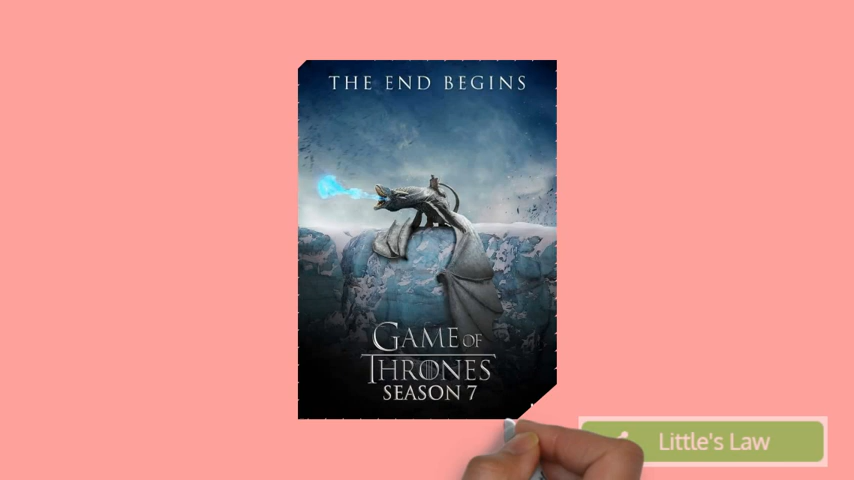 THE END BEGINS
GAME OF
THRONES
SEASON 7
Little's Law